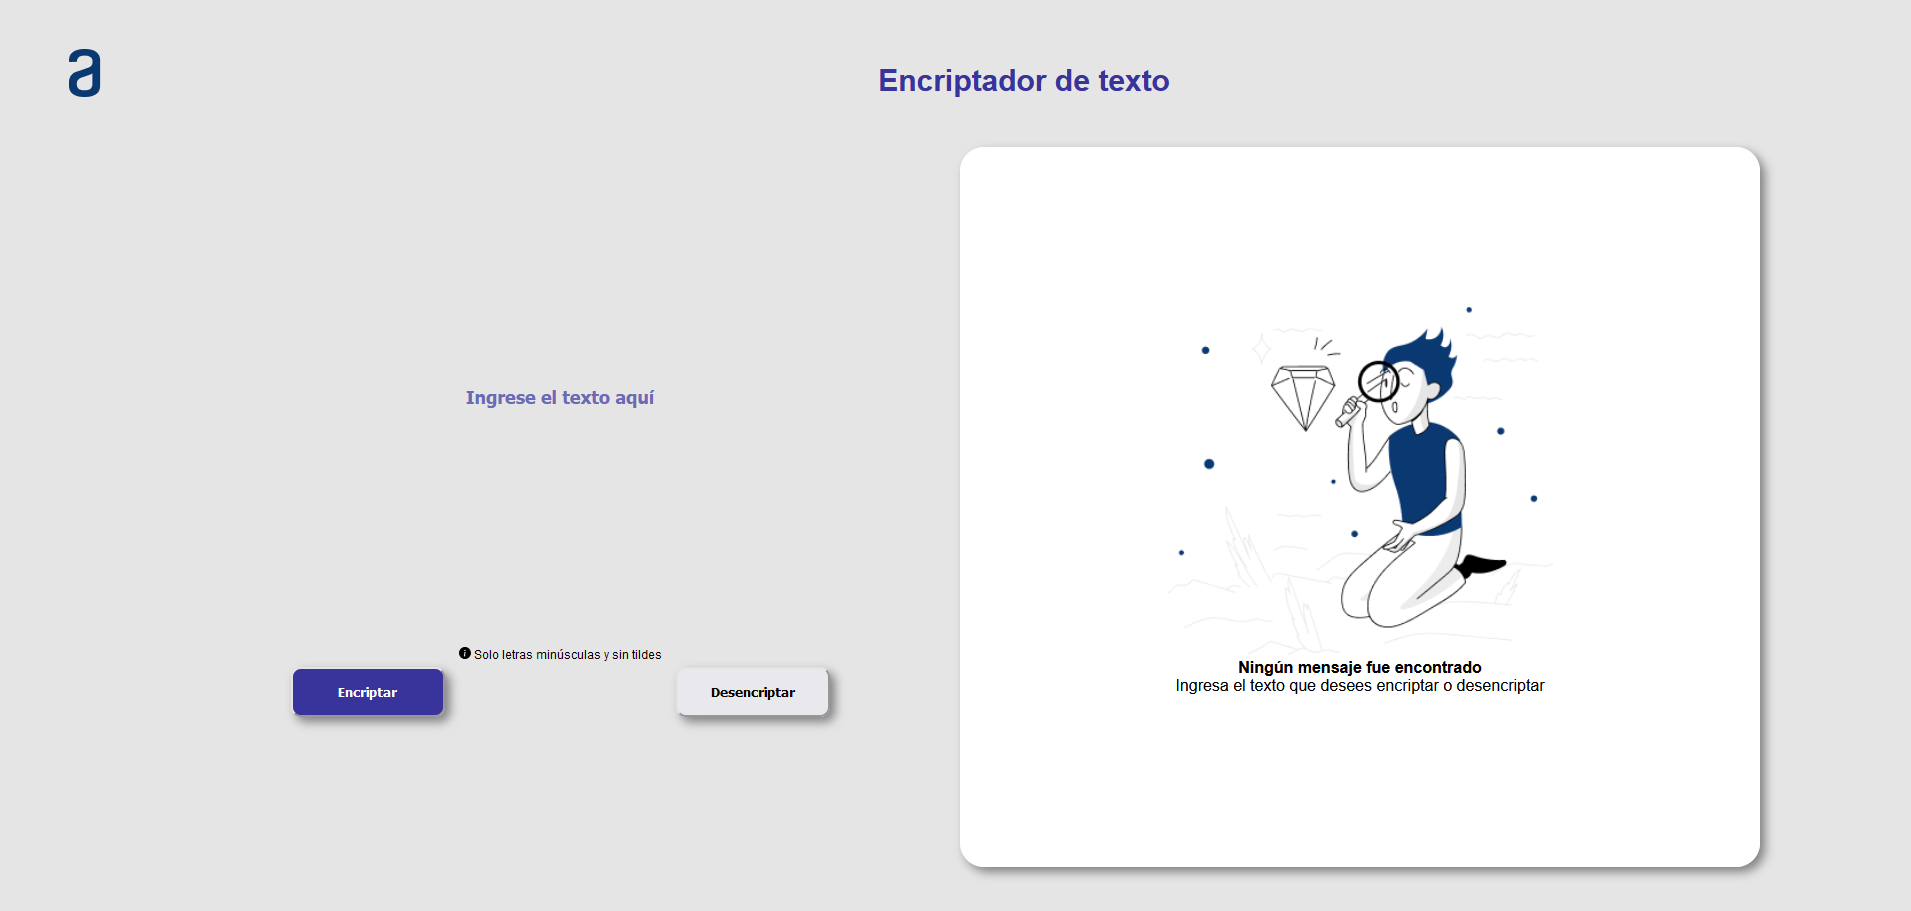 a
Encriptador de texto
Ingrese el texto aquí
Solo letras minúsculas y sin tildes
Encriptar
Desencriptar
Ningún mensaje fue encontrado
Ingresa el texto que desees encriptar o desencriptar